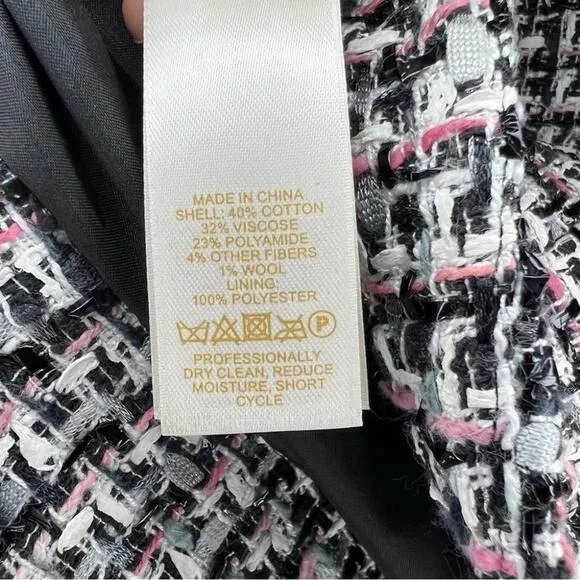 MADE IN CHINA
SHELL: 40% COTTON
32% VISCOSE
23% POLYAMIDE
4% OTHER FIBERS
1% WOOL
LINING:
100% POLYESTER
P
PROFESSIONALLY
DRY CLEAN, REDUCE
MOISTURE, SHORT
CYCLE